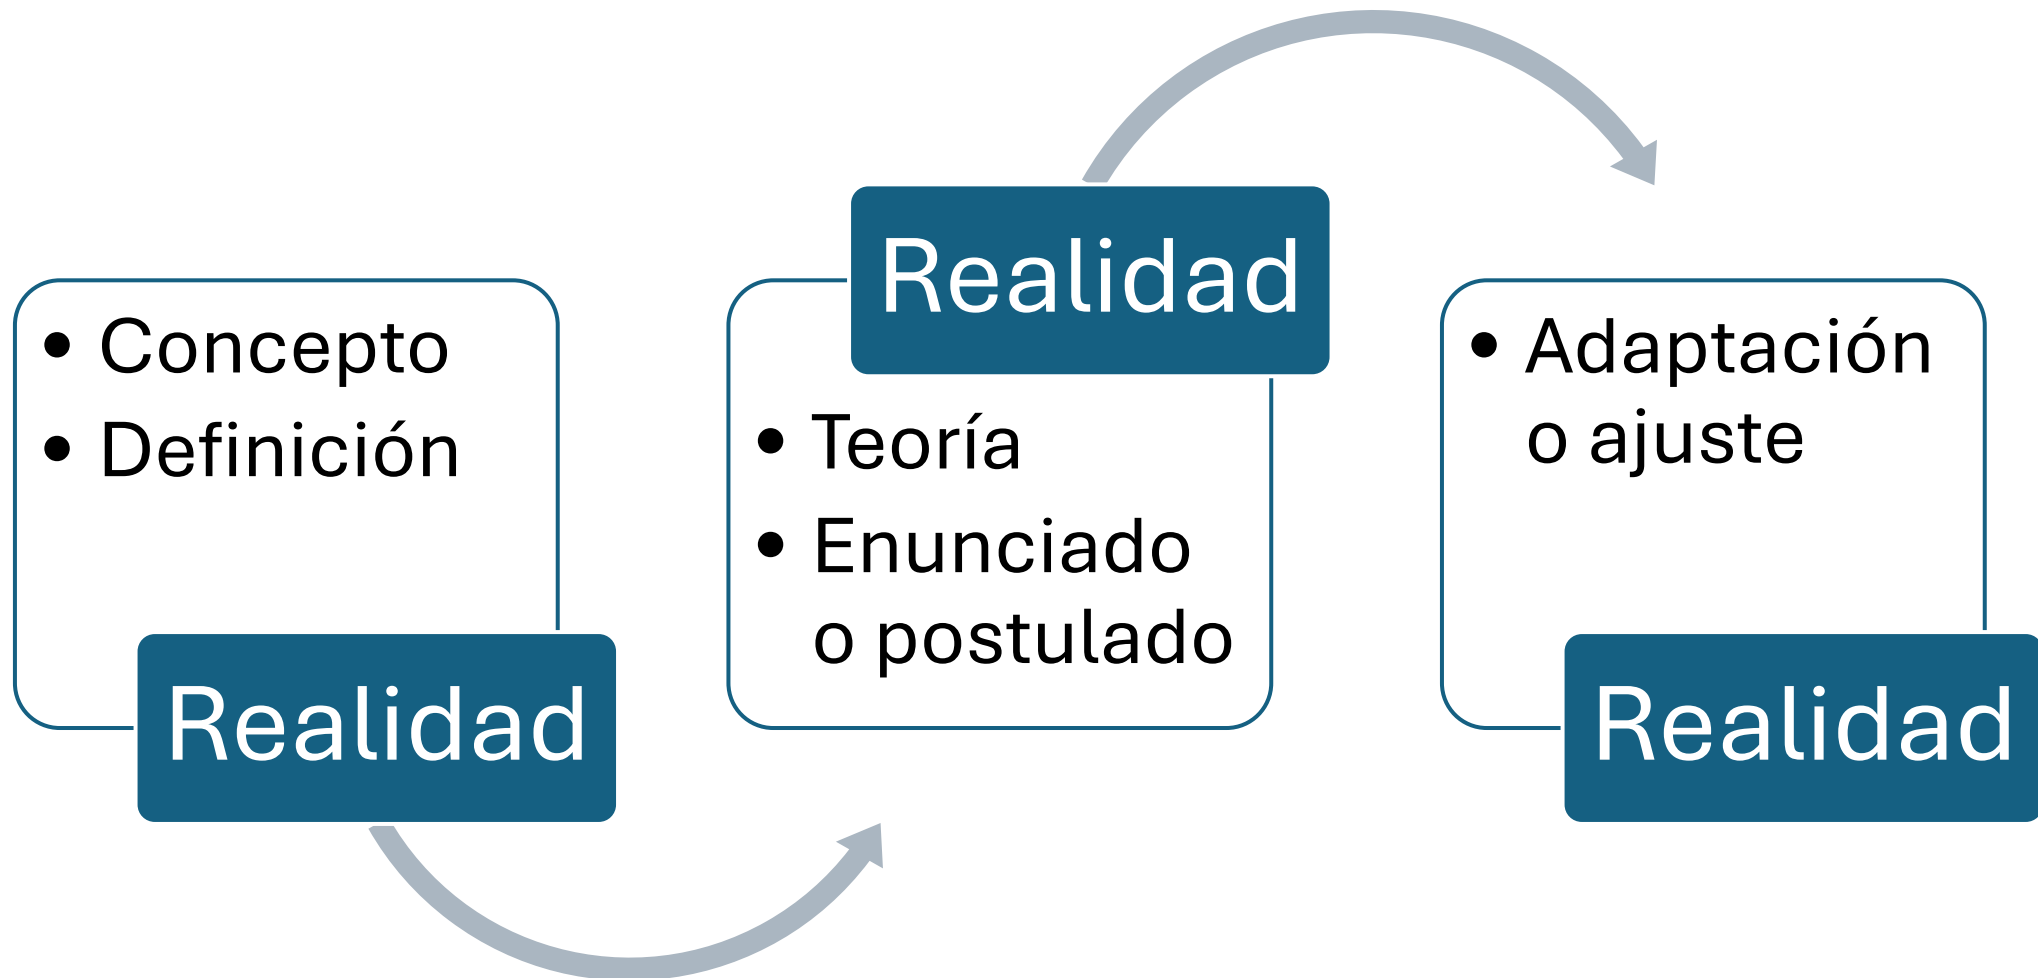 • Concepto
• Definición
Realidad
Realidad
• Teoría
• Enunciado
o postulado
• Adaptación
o ajuste
Realidad